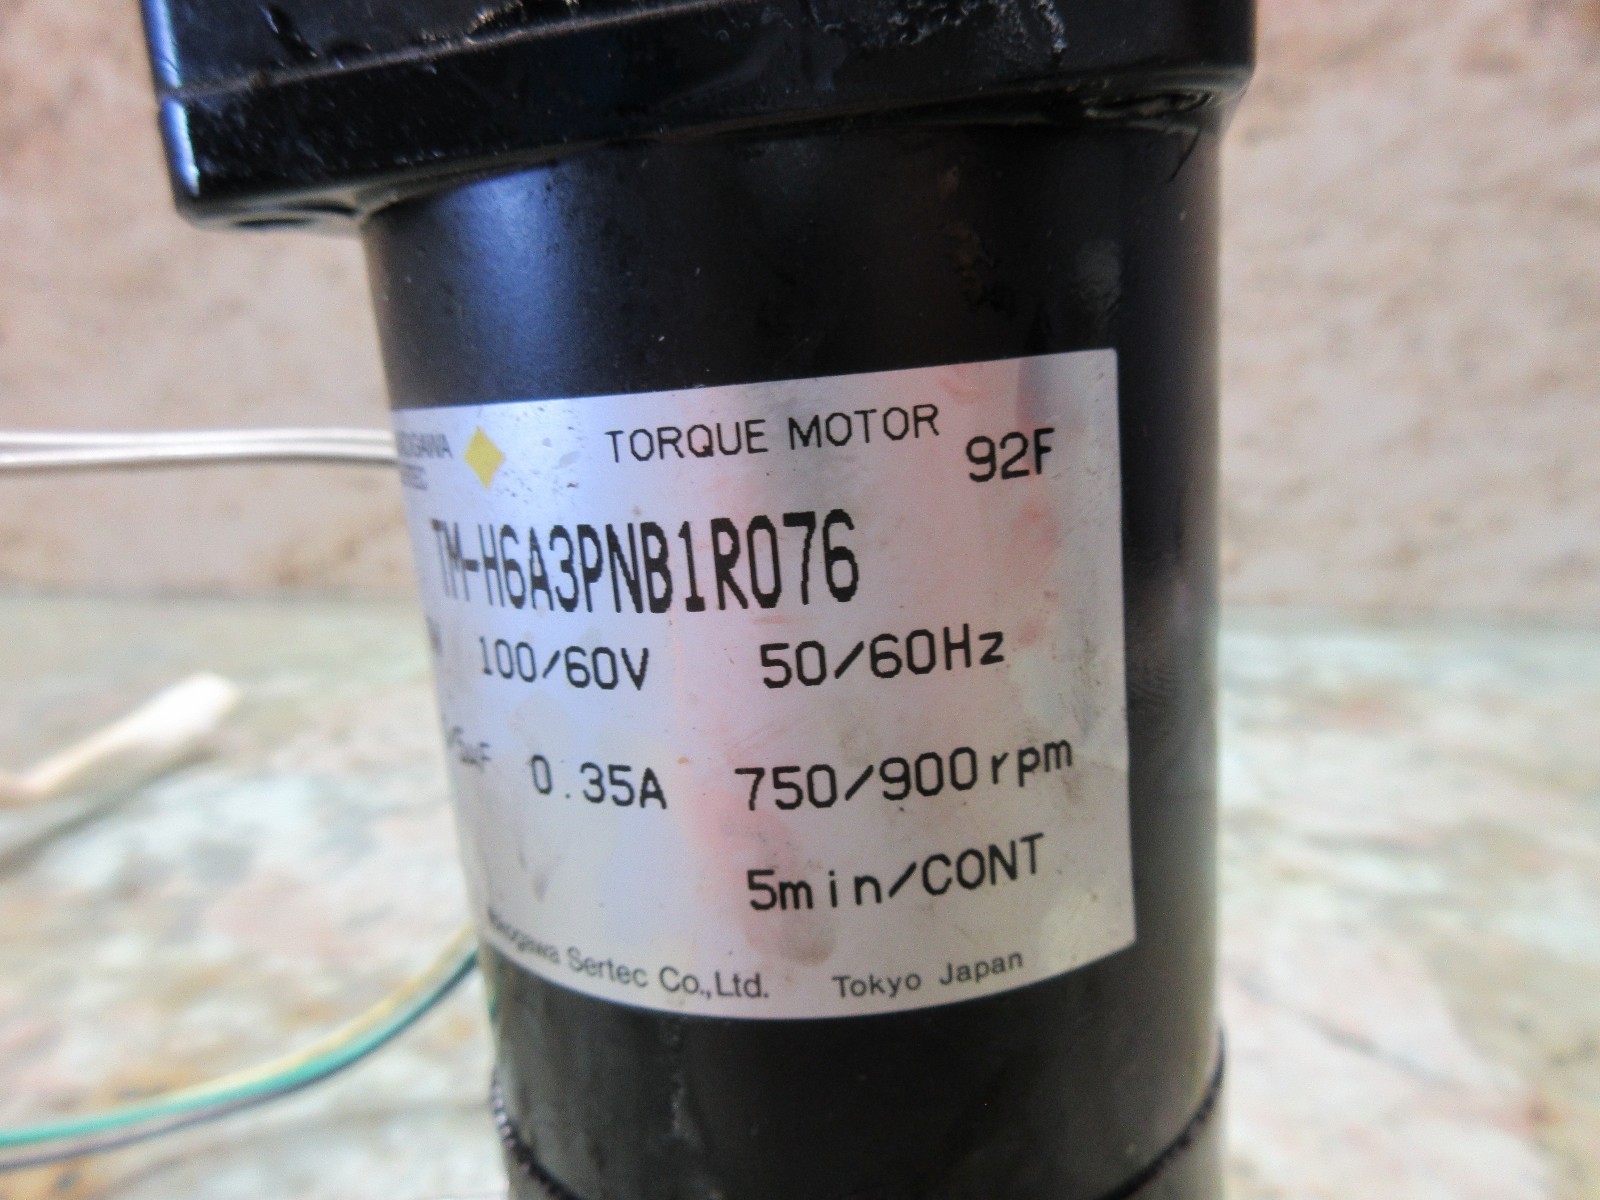 TORQUE MOTOR 92F
TM-H6A3PNB1R076
100/60V 50/60Hz
0.35A 750/900rpm
5min/CONT
Yokogawa Sertec Co.,Ltd. Tokyo Japan